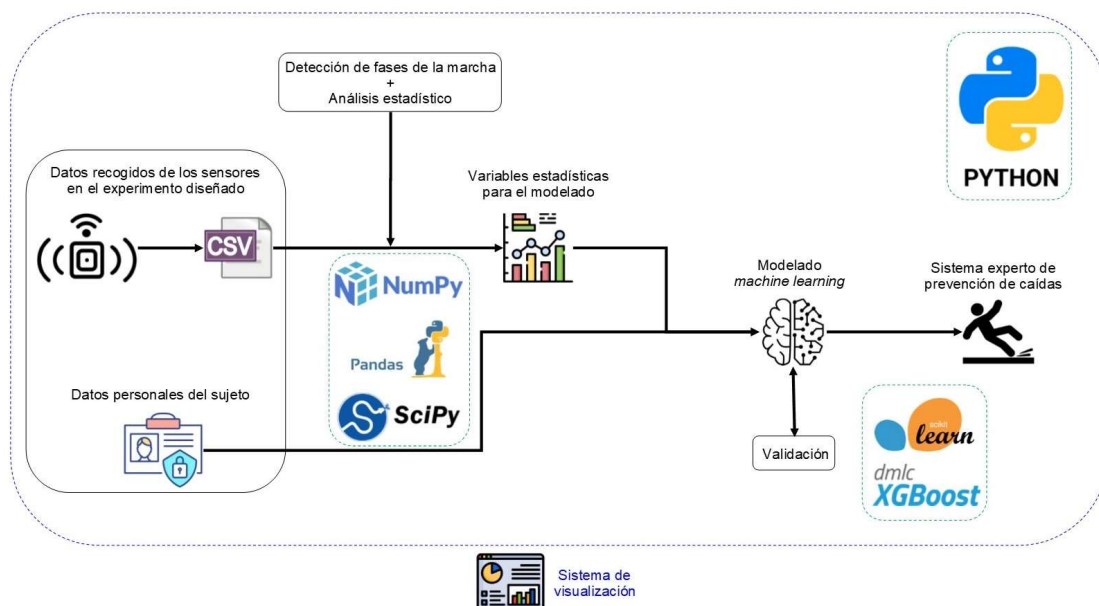 Detección de fases de la marcha
+
Análisis estadístico
PYTHON
Datos recogidos de los sensores
en el experimento diseñado
CSV
Variables estadísticas
para el modelado
NumPy
Pandas
SciPy
Modelado
machine learning
Sistema experto de
prevención de caídas
Datos personales del sujeto
Validación
scikit
learn
dmlc
XGBoost
Sistema de
visualización